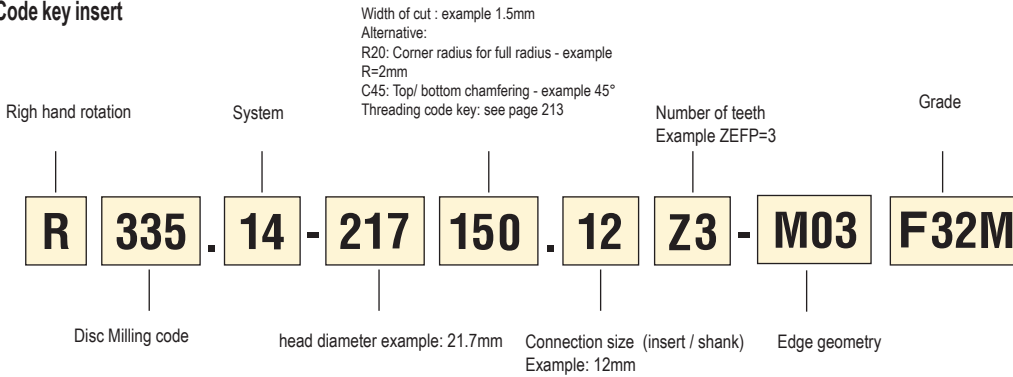 Code key insert
Width of cut : example 1.5mm
Alternative:
R20: Corner radius for full radius - example
R=2mm
C45: Top/ bottom chamfering - example 45°
Threading code key: see page 213
Righ hand rotation
System
Number of teeth
Example ZEFP=3
Grade
R 335 . 14 - 217 150 . 12 Z3 - M03 F32M
Disc Milling code
head diameter example: 21.7mm
Connection size (insert / shank)
Example: 12mm
Edge geometry